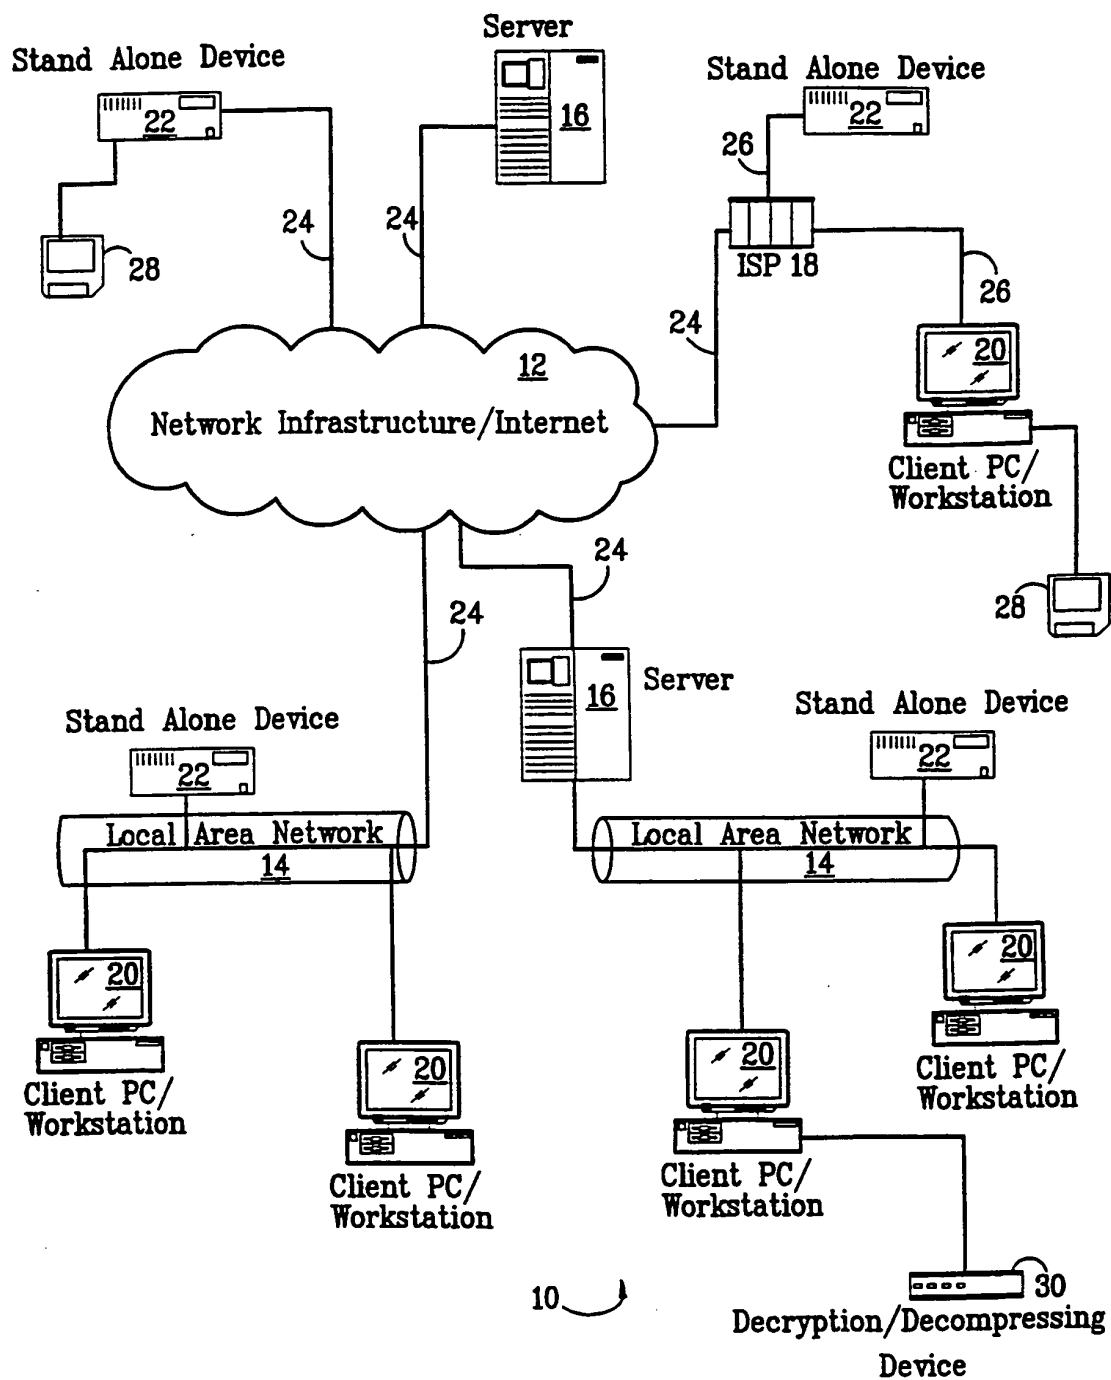 Server
Stand Alone Device
Stand Alone Device
22
16
22
26
24
24
28
ISP 18
26
24
20
12
Network Infrastructure/Internet
Client PC/
Workstation
24
28
24
16
Server
Stand Alone Device
Stand Alone Device
22
22
Local Area Network
14
Local Area Network
14
20
Client PC/
Workstation
20
Client PC/
Workstation
20
Client PC/
Workstation
20
Client PC/
Workstation
10
30
Decryption/Decompressing
Device